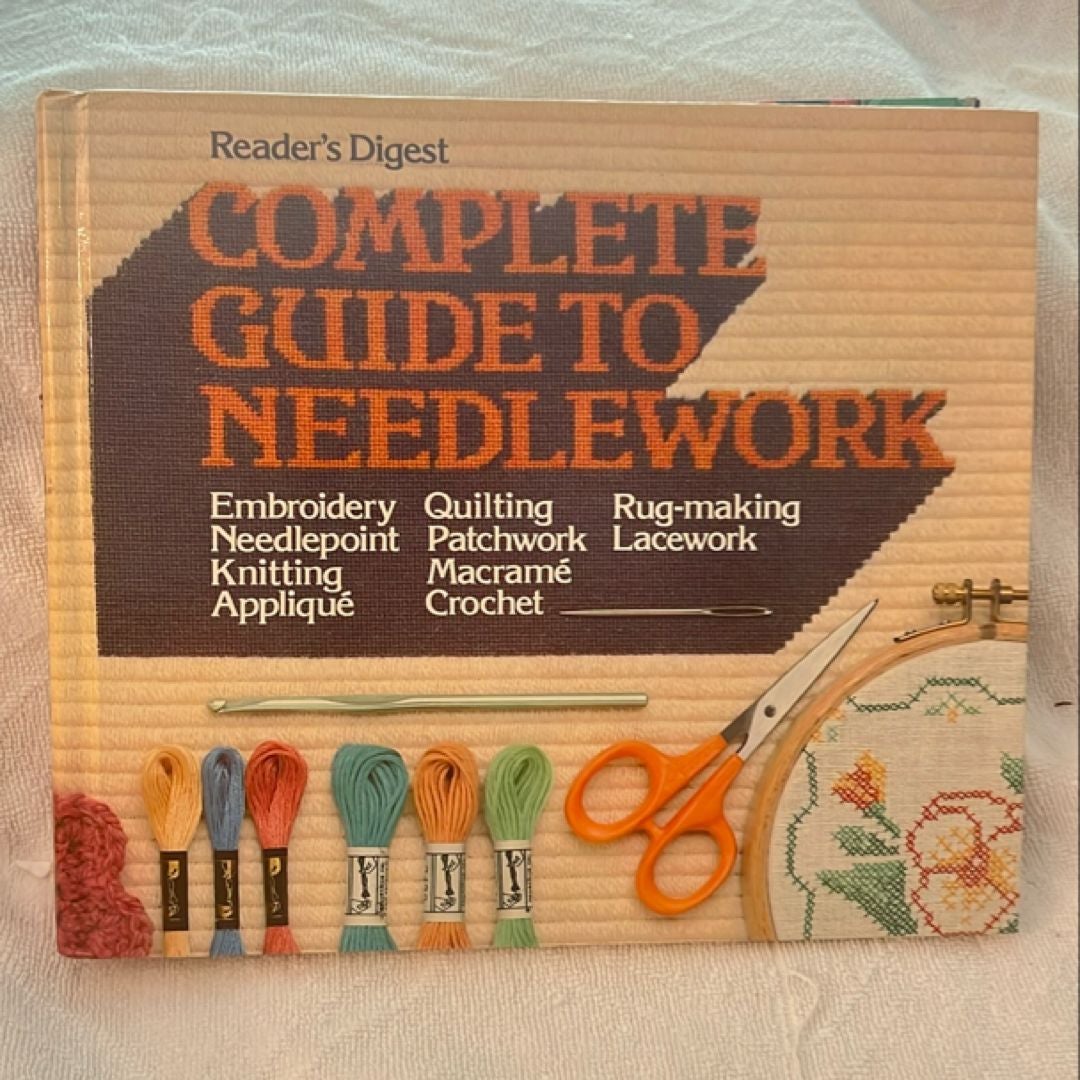 Reader's Digest
COMPLETE
GUIDE TO
NEEDLEWORK
Embroidery Quilting Rug-making
Needlepoint Patchwork Lacework
Knitting Macramé
Appliqué Crochet